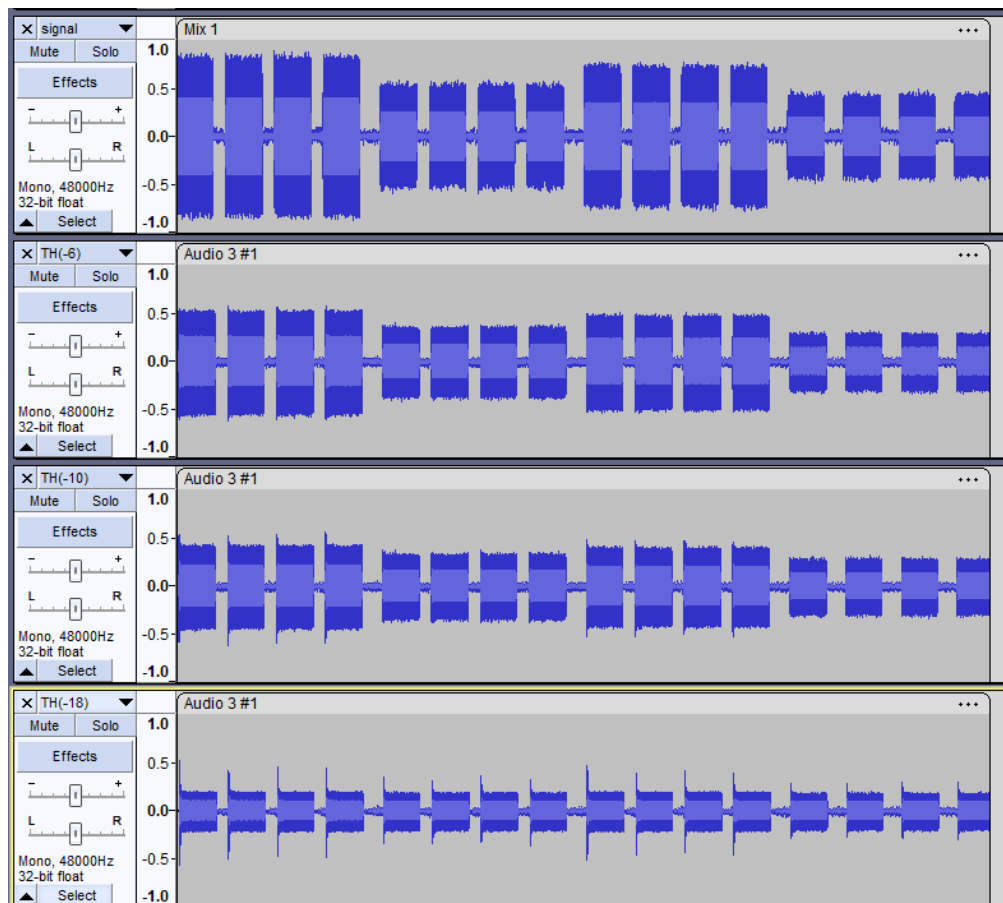 × signal ▼ Mix 1 ...
Mute Solo 1.0
Effects
0.5-
- +
0.0-
L R
Mono, 48000Hz -0.5-
32-bit float
▲ Select -1.0
× TH(-6) ▼ Audio 3 #1 ...
Mute Solo 1.0
Effects
0.5-
- +
0.0-
L R
Mono, 48000Hz -0.5-
32-bit float
▲ Select -1.0
× TH(-10) ▼ Audio 3 #1 ...
Mute Solo 1.0
Effects
0.5-
- +
0.0-
L R
Mono, 48000Hz -0.5-
32-bit float
▲ Select -1.0
× TH(-18) ▼ Audio 3 #1 ...
Mute Solo 1.0
Effects
0.5-
- +
0.0-
L R
Mono, 48000Hz -0.5-
32-bit float
▲ Select -1.0